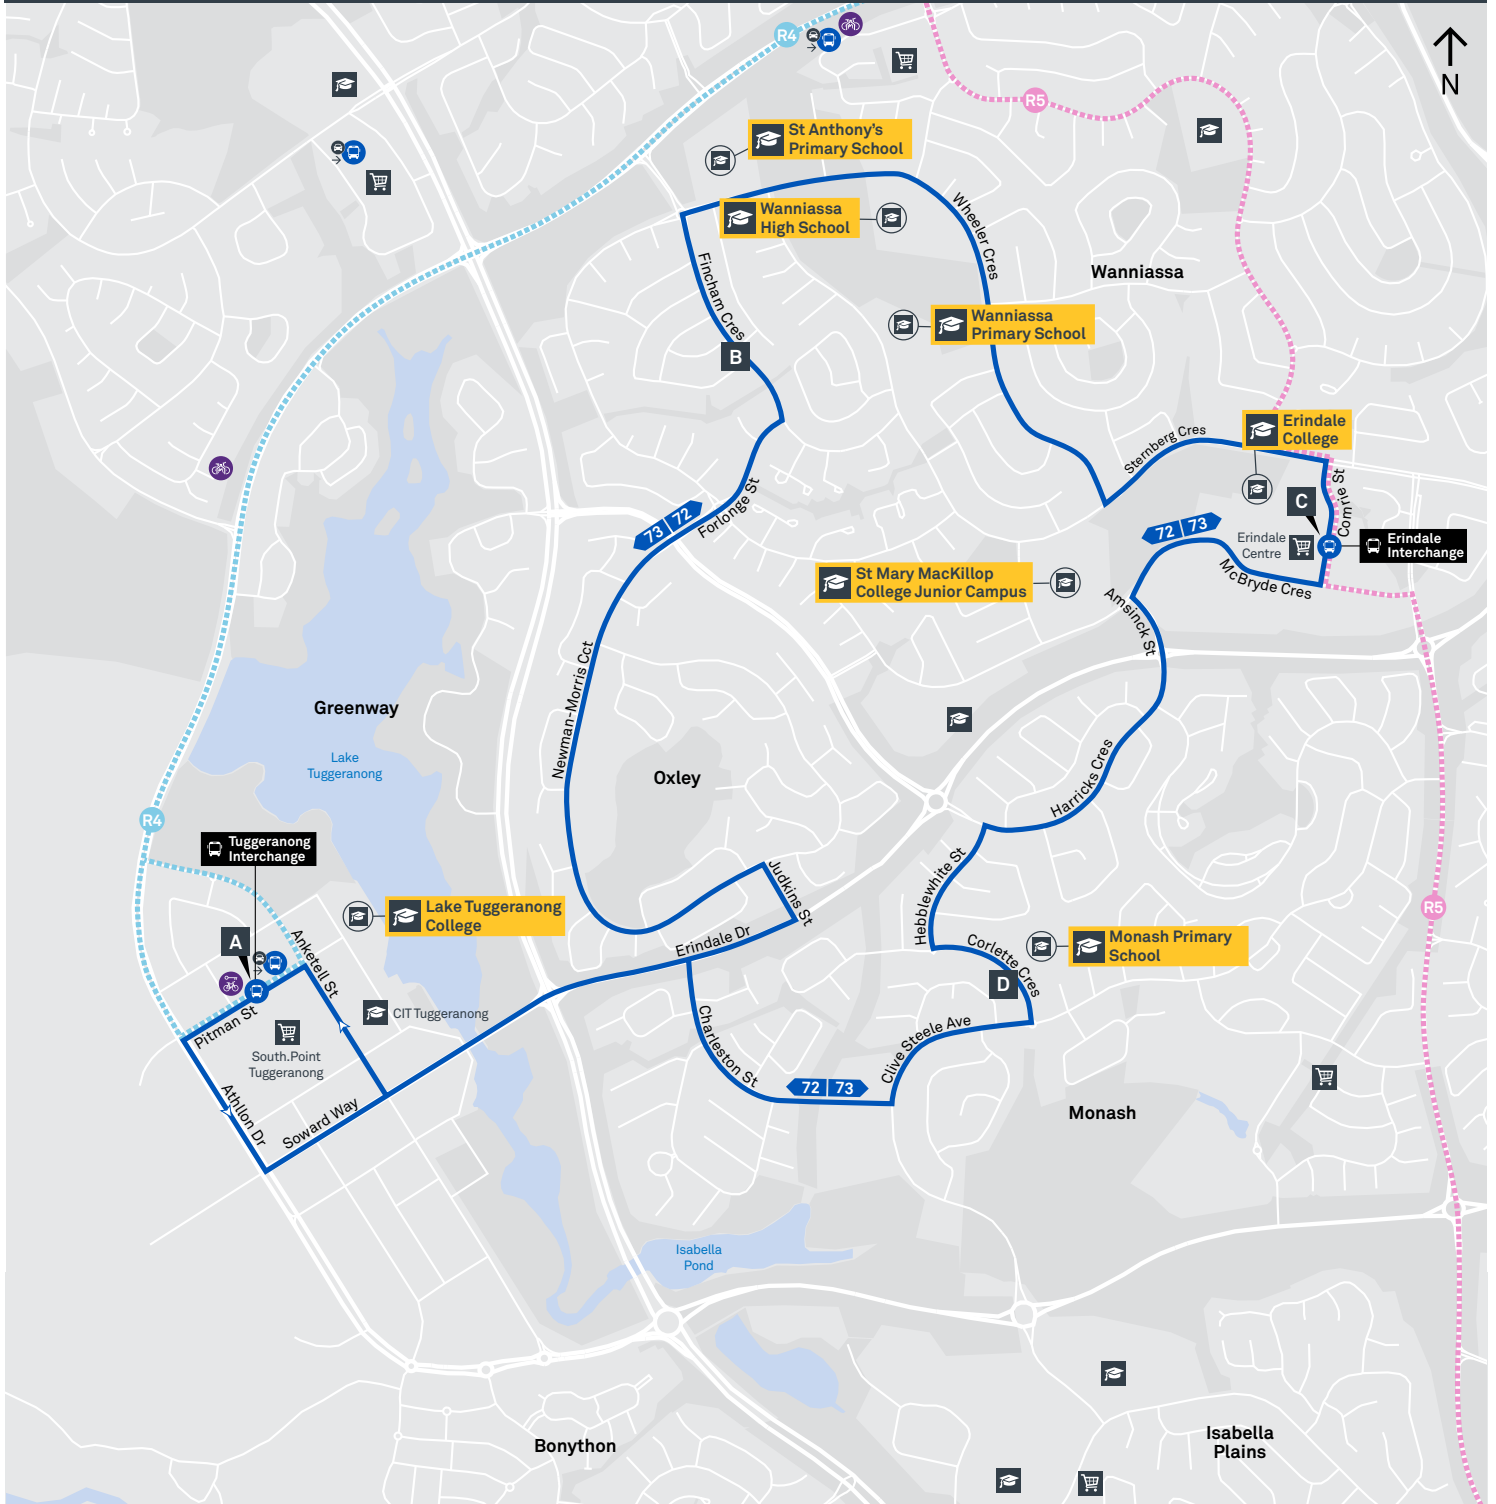 R4
N
R5
St Anthony's
Primary School
Wanniassa
High School
Wheeler Cres
Wanniassa
Fincham Cres
Wanniassa
Primary School
B
Erindale
College
Sternberg Cres
Comrie St
C
73 72
Forlonge St
72 73
Erindale
Centre
Erindale
Interchange
McBryde Cres
St Mary MacKillop
College Junior Campus
Amsinck St
Newman-Morris Cct
Greenway
Lake
Tuggeranong
Oxley
Harricks Cres
R4
Tuggeranong
Interchange
Judkins St
Hebblewhite St
R5
Lake Tuggeranong
College
A
Anketell St
Erindale Dr
Corlette Cres
Monash Primary
School
D
Pitman St
CIT Tuggeranong
South.Point
Tuggeranong
Charleston St
Clive Steele Ave
72 73
Athllon Dr
Soward Way
Monash
Isabella
Pond
Bonython
Isabella
Plains